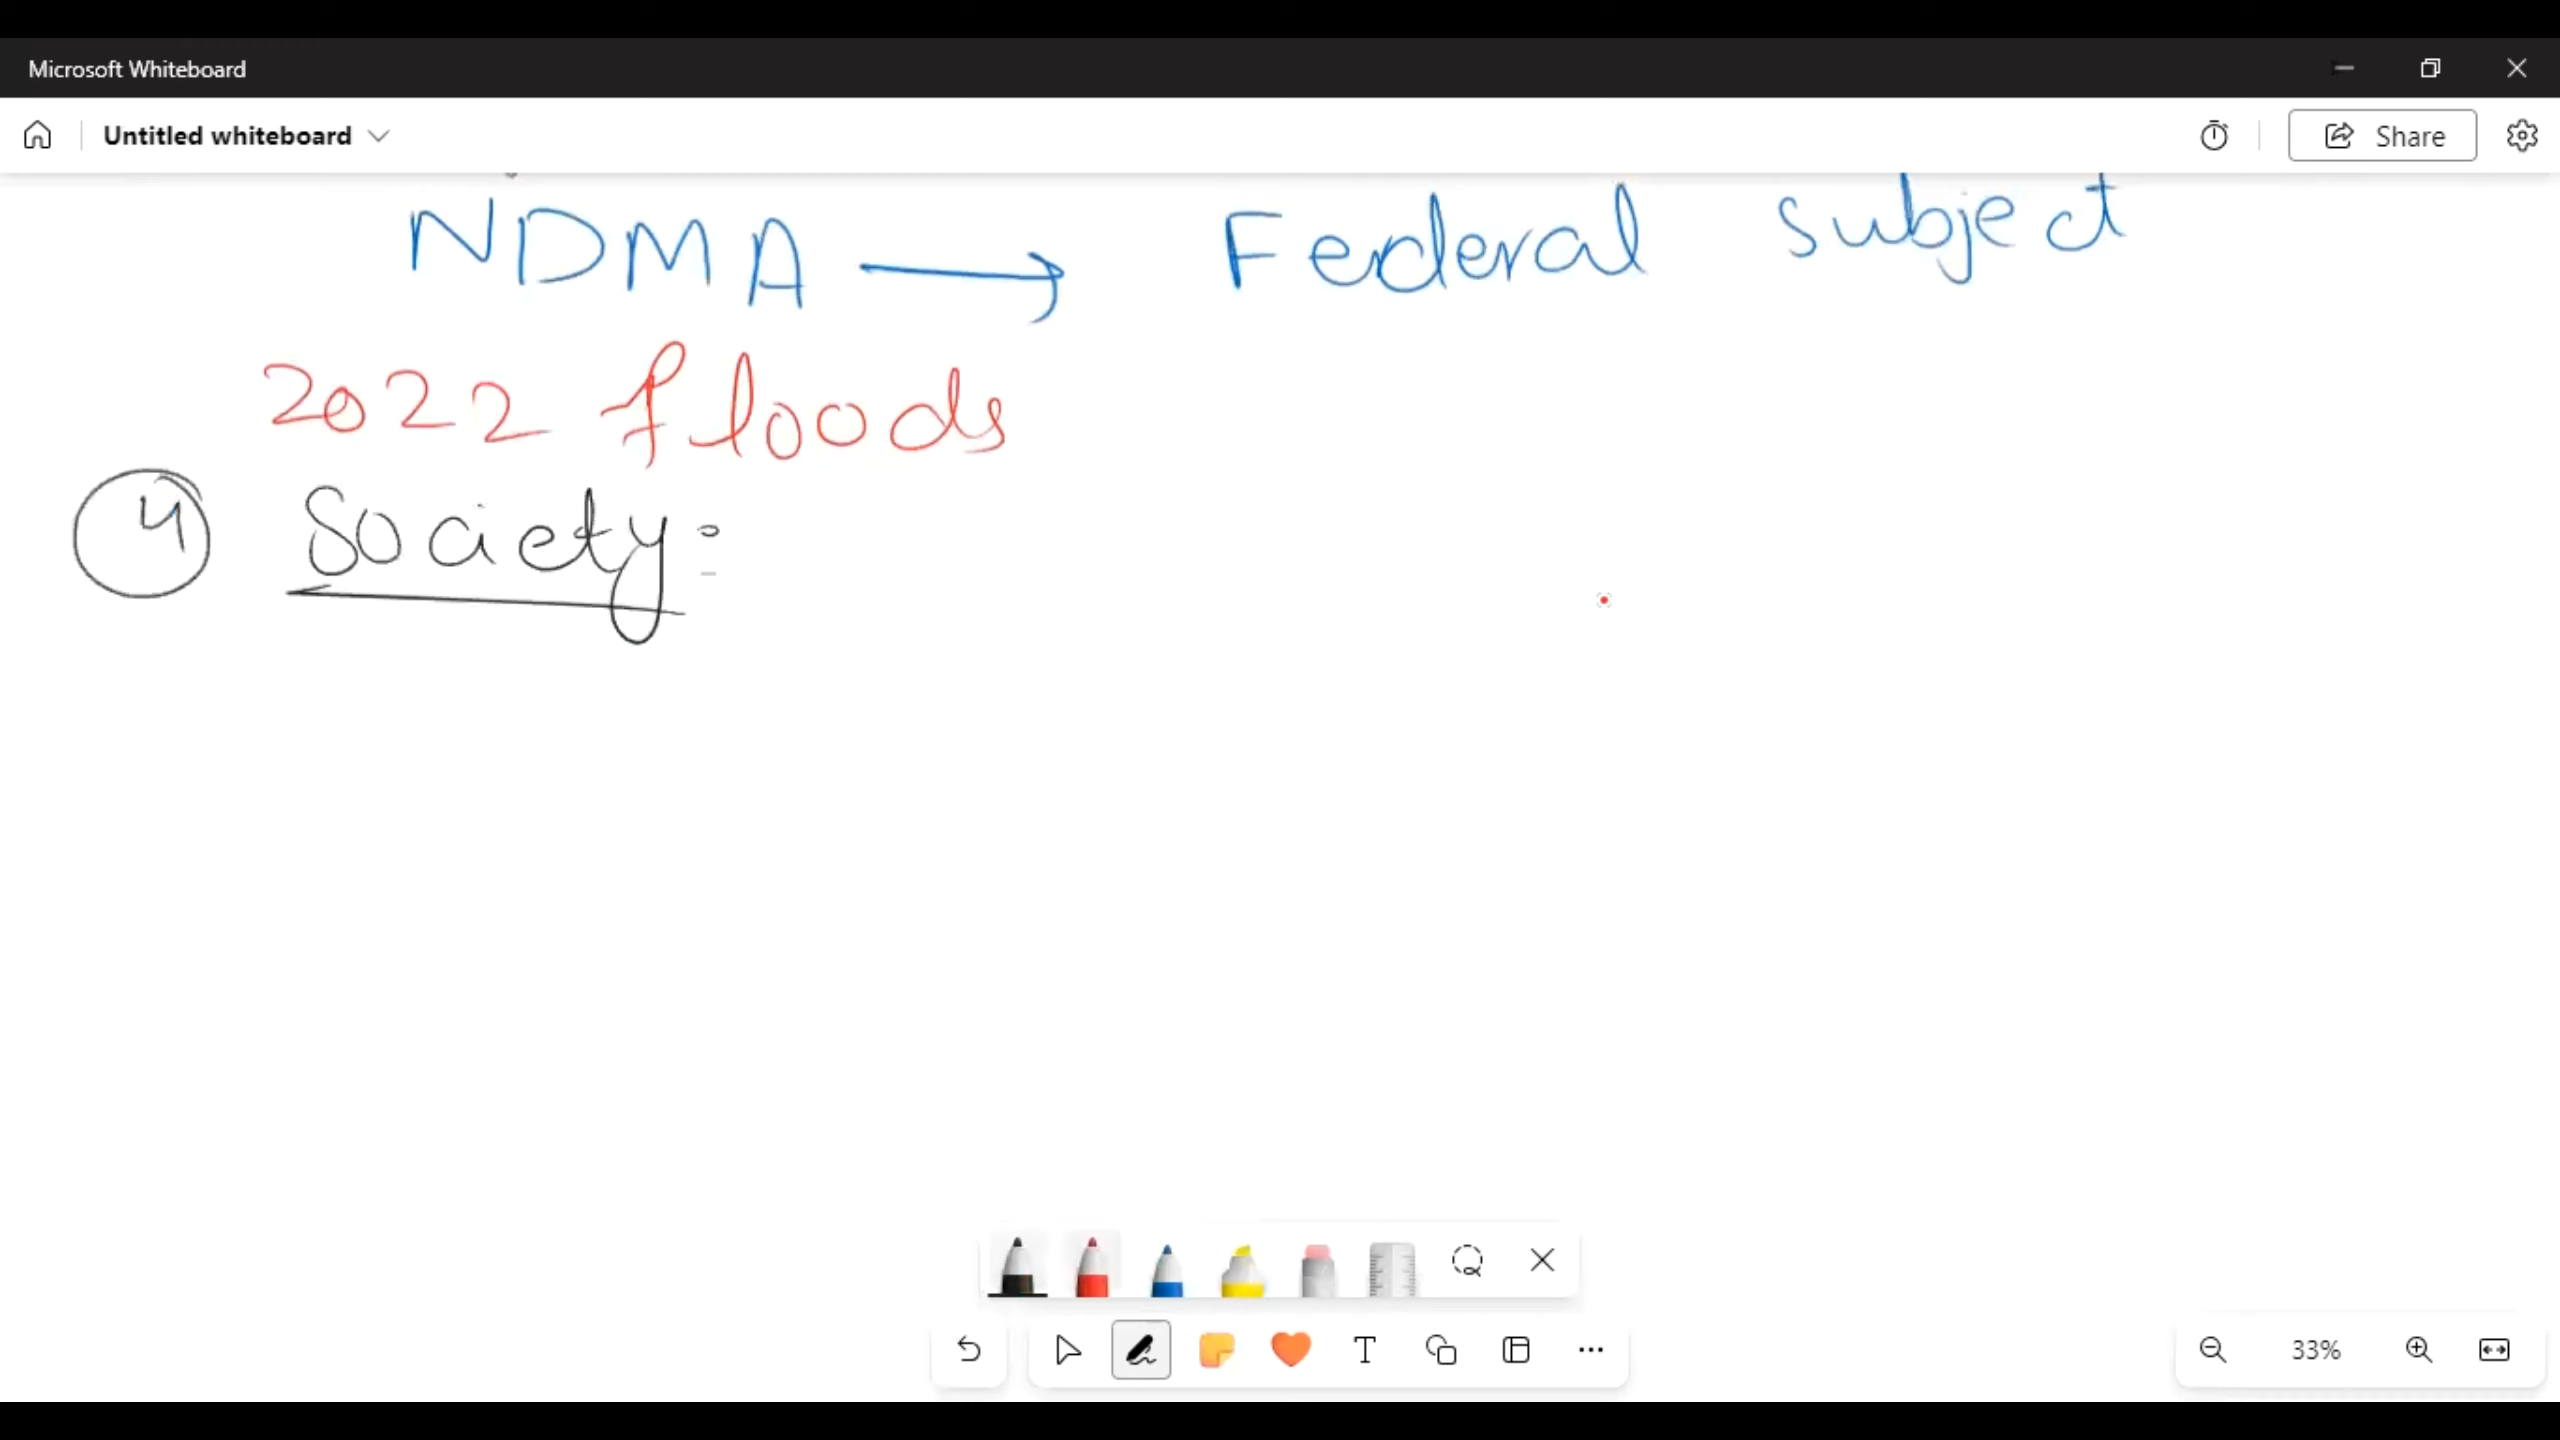 Microsoft Whiteboard
Untitled whiteboard
Share
NDMA → Federal subject
2022 floods
4 Society:
T
33%